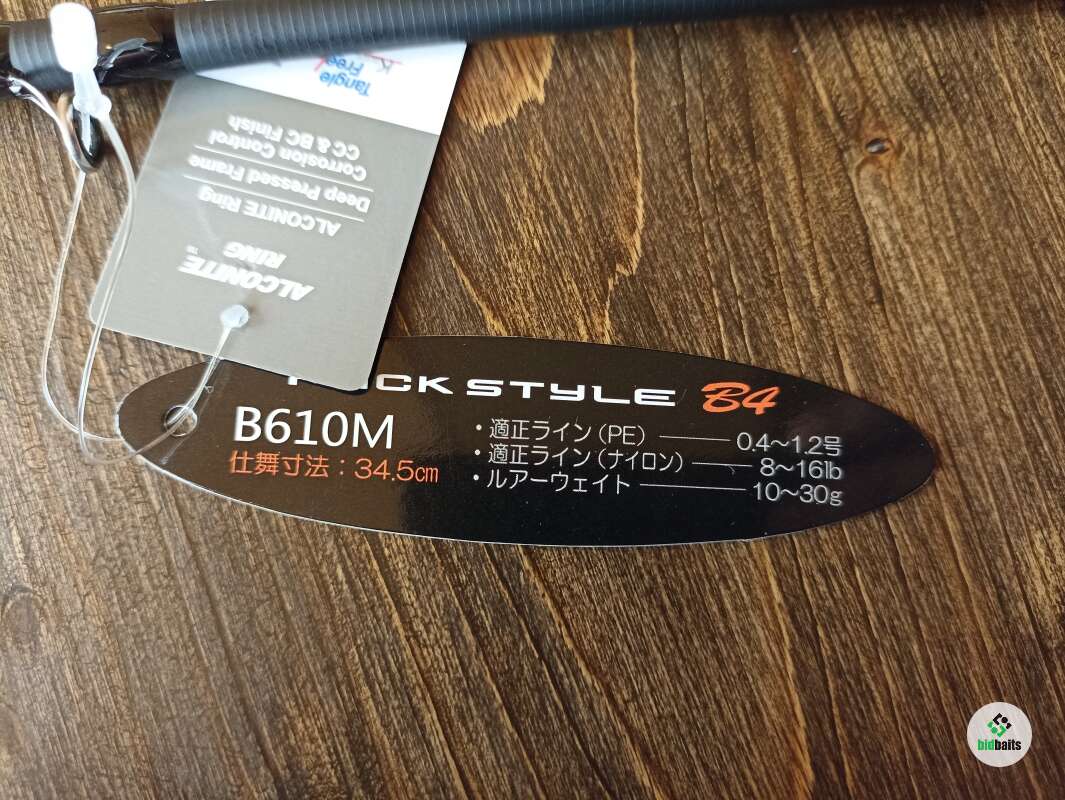 Tangle
Free
K
ALCONITE
RING ™
ALCONITE Ring
Deep Pressed Frame
Corrosion Control
CC & BC Finish
STYLE B4
B610M
仕舞寸法：34.5cm
・適正ライン（PE） 0.4～1.2号
・適正ライン（ナイロン） 8～16lb
・ルアーウェイト 10～30g
bidbaits